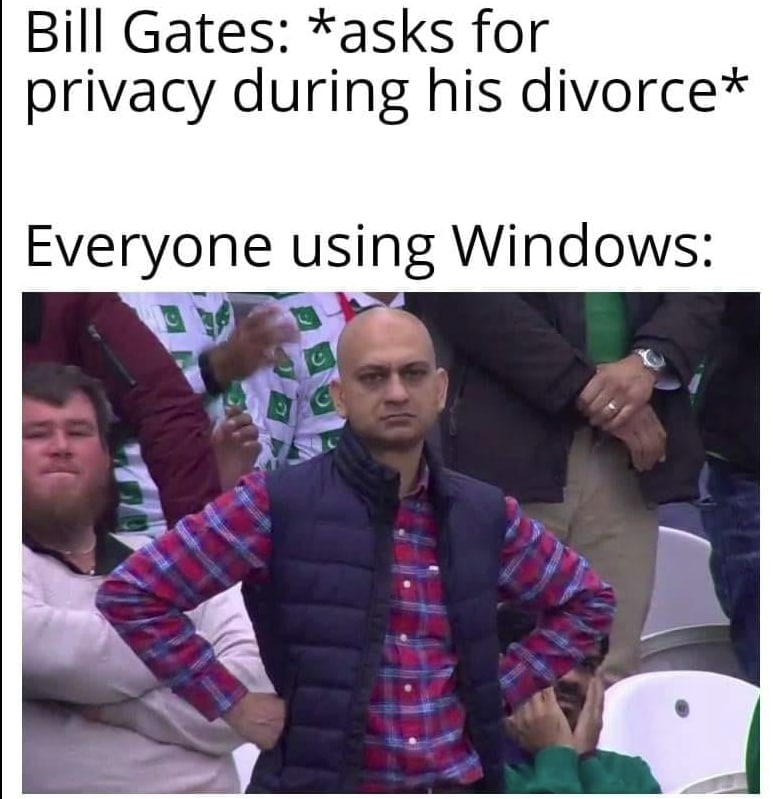 Bill Gates: *asks for
privacy during his divorce*
Everyone using Windows: